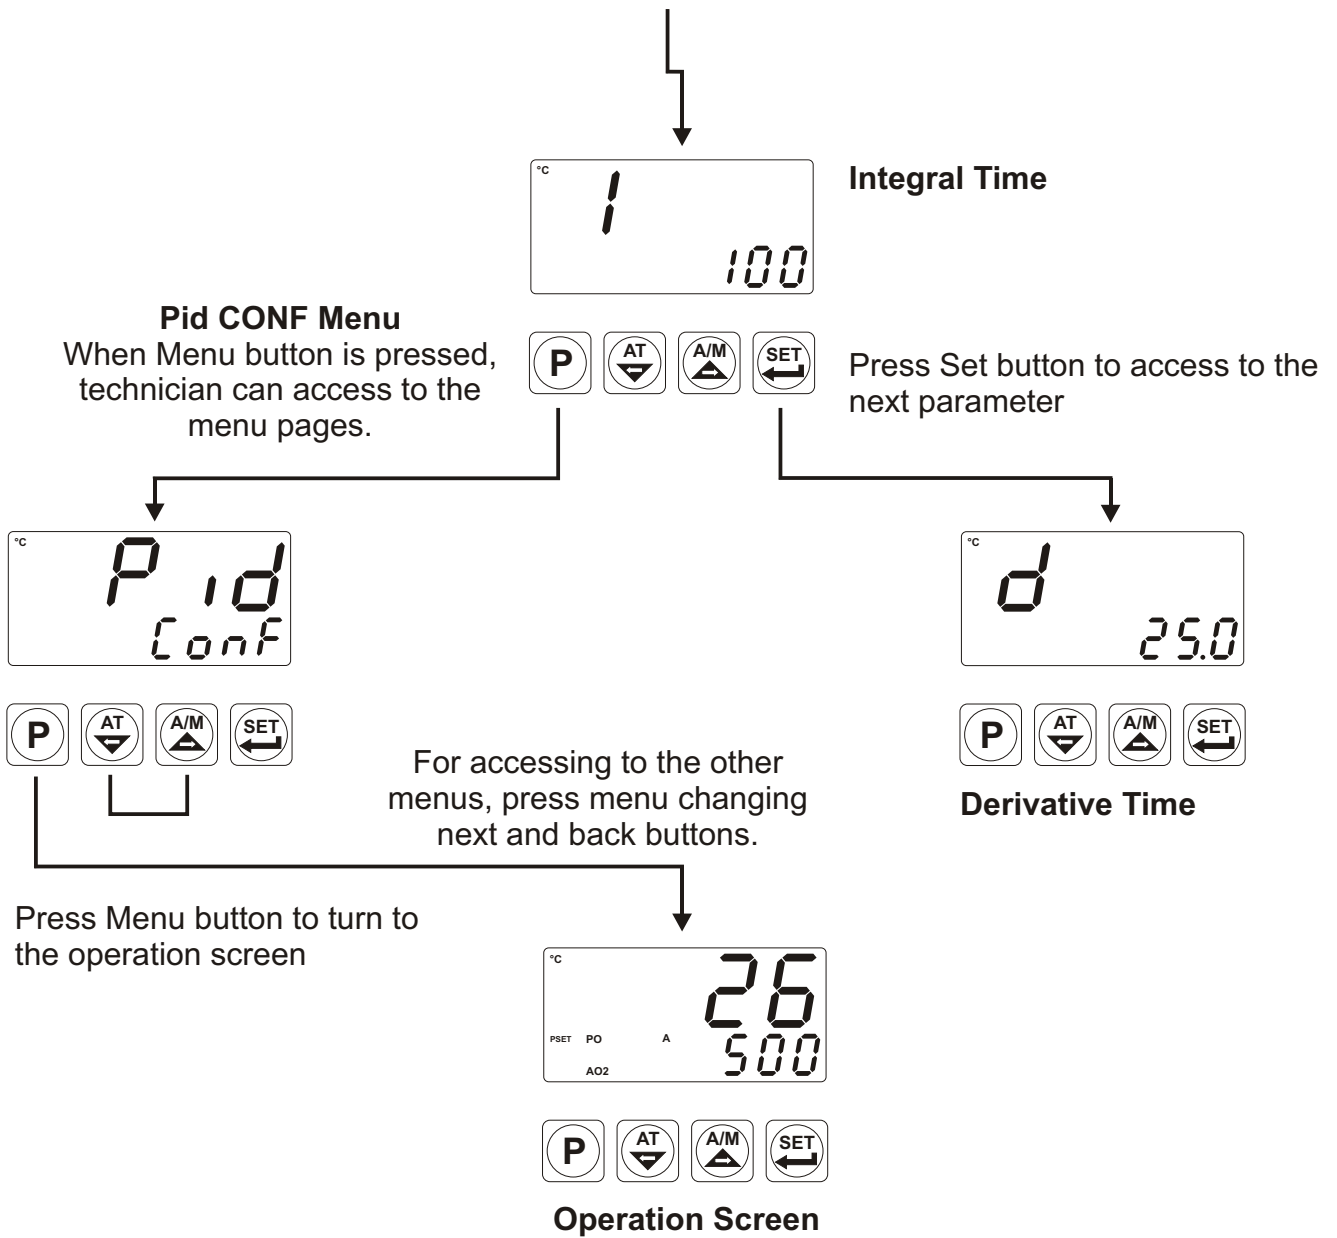 °C
I
100
Integral Time
Pid CONF Menu
When Menu button is pressed,
technician can access to the
menu pages.
P AT A/M SET
Press Set button to access to the
next parameter
°C
Pid
ConF
P AT A/M SET
°C
d
25.0
P AT A/M SET
Derivative Time
For accessing to the other
menus, press menu changing
next and back buttons.
Press Menu button to turn to
the operation screen
°C
26
PSET PO A 500
AO2
P AT A/M SET
Operation Screen